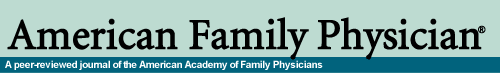 American Family Physician®
A peer-reviewed journal of the American Academy of Family Physicians